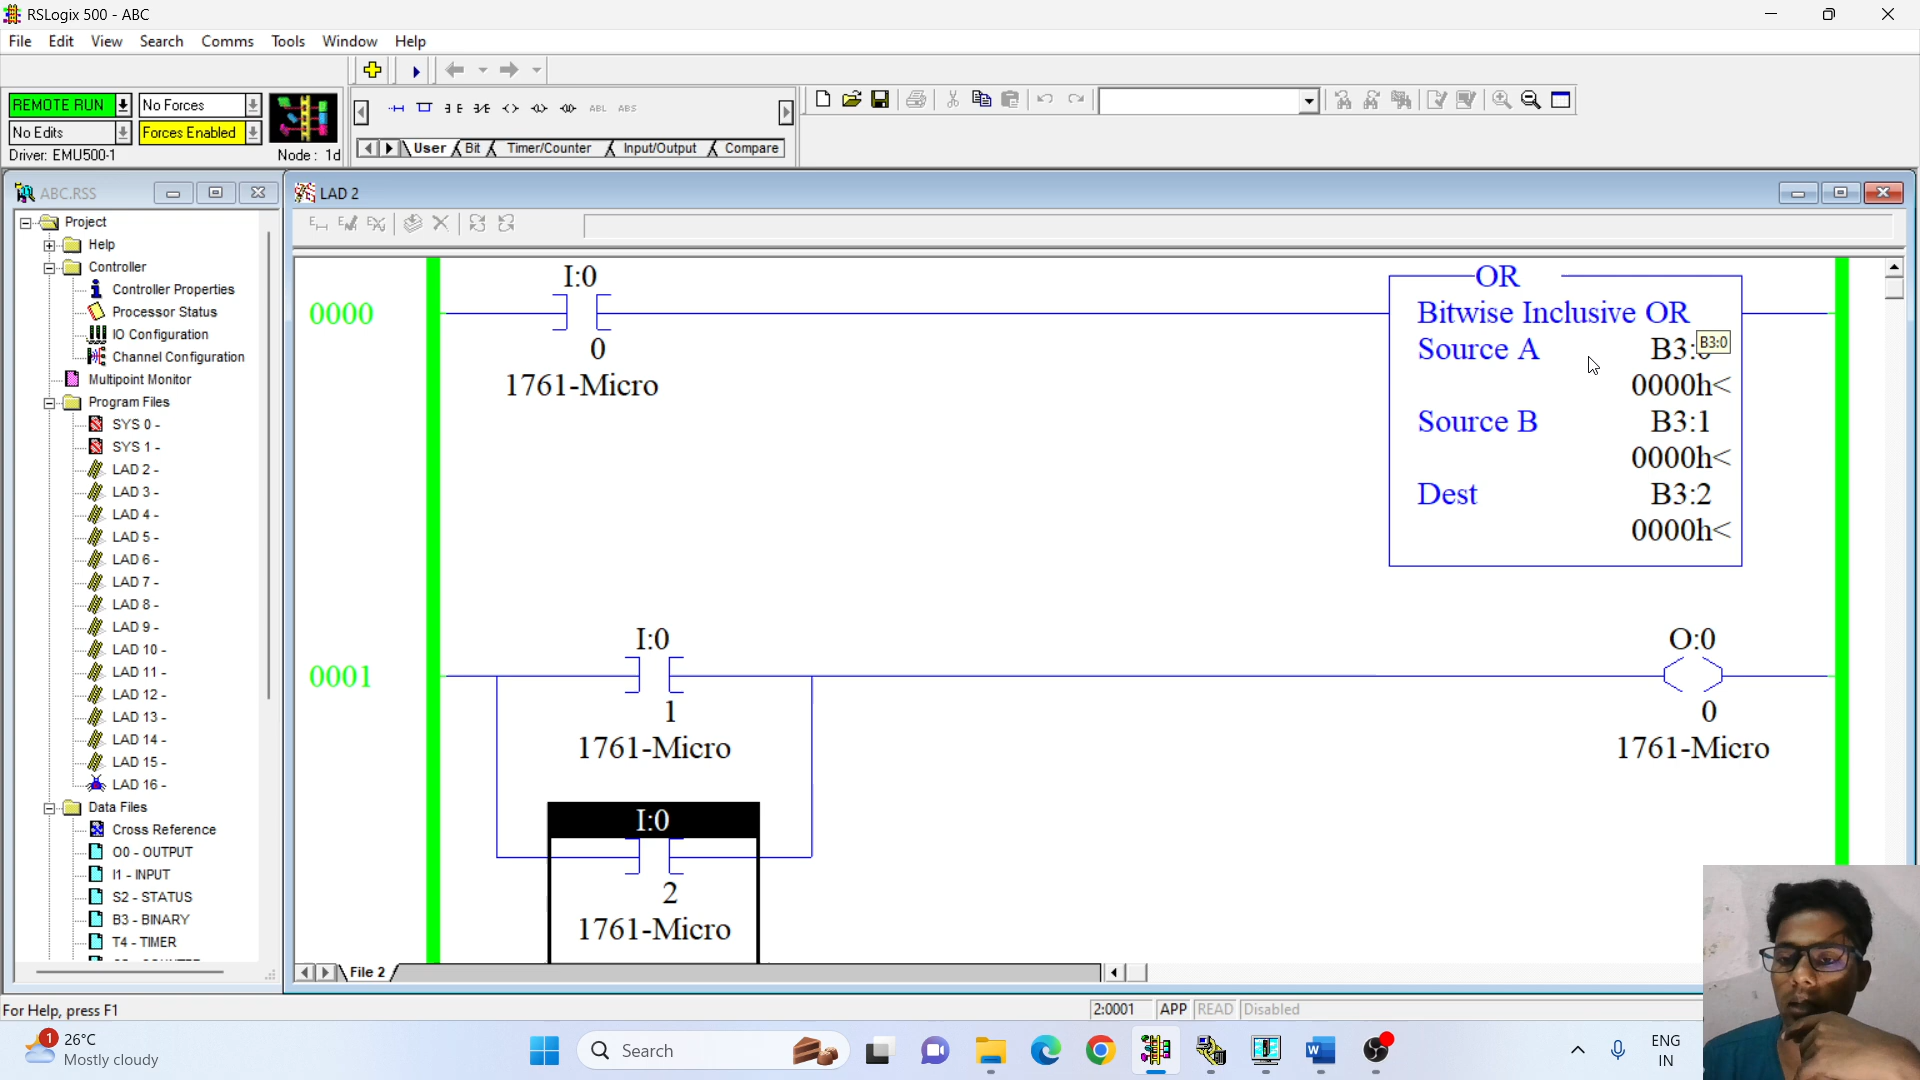 RSLogix 500 - ABC
File Edit View Search Comms Tools Window Help
REMOTE RUN No Forces
No Edits Forces Enabled
Driver: EMU500-1 Node : 1d
ABL ABS
User Bit Timer/Counter Input/Output Compare
ABC.RSS
Project
Help
Controller
Controller Properties
Processor Status
IO Configuration
Channel Configuration
Multipoint Monitor
Program Files
SYS 0 -
SYS 1 -
LAD 2 -
LAD 3 -
LAD 4 -
LAD 5 -
LAD 6 -
LAD 7 -
LAD 8 -
LAD 9 -
LAD 10 -
LAD 11 -
LAD 12 -
LAD 13 -
LAD 14 -
LAD 15 -
LAD 16 -
Data Files
Cross Reference
O0 - OUTPUT
I1 - INPUT
S2 - STATUS
B3 - BINARY
T4 - TIMER
LAD 2
0000
I:0
0
1761-Micro
OR
Bitwise Inclusive OR
Source A B3:0
B3:0
0000h<
Source B B3:1
0000h<
Dest B3:2
0000h<
0001
I:0
1
1761-Micro
O:0
0
1761-Micro
I:0
2
1761-Micro
File 2
For Help, press F1
2:0001 APP READ Disabled
1
26°C
Mostly cloudy
Search
ENG
IN